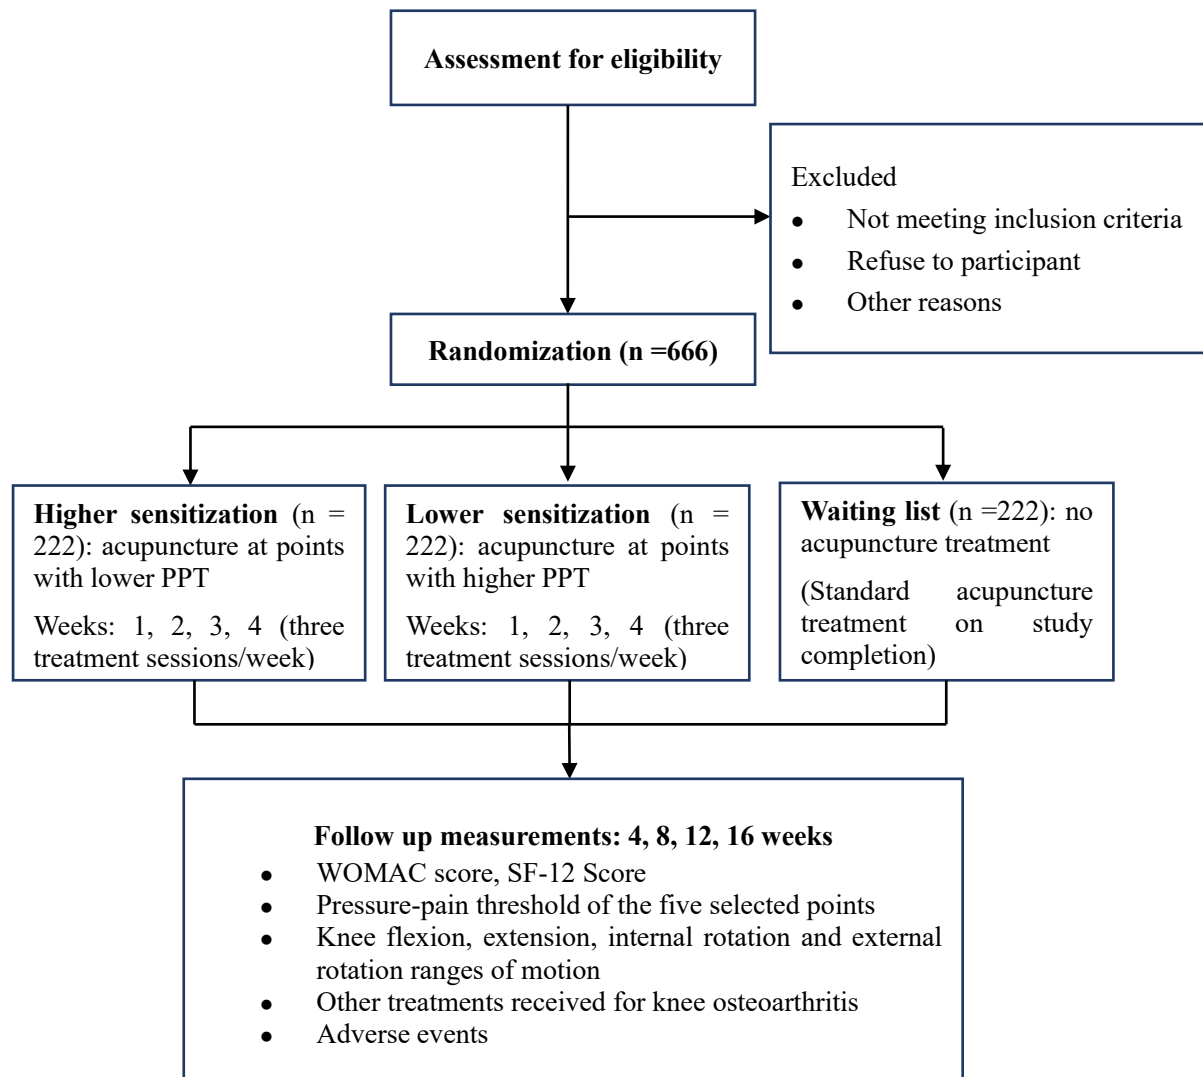 Assessment for eligibility
Excluded
● Not meeting inclusion criteria
● Refuse to participant
● Other reasons
Randomization (n =666)
Higher sensitization (n =
222): acupuncture at points
with lower PPT
Weeks: 1, 2, 3, 4 (three
treatment sessions/week)
Lower sensitization (n =
222): acupuncture at points
with higher PPT
Weeks: 1, 2, 3, 4 (three
treatment sessions/week)
Waiting list (n =222): no
acupuncture treatment
(Standard acupuncture
treatment on study
completion)
Follow up measurements: 4, 8, 12, 16 weeks
● WOMAC score, SF-12 Score
● Pressure-pain threshold of the five selected points
● Knee flexion, extension, internal rotation and external
rotation ranges of motion
● Other treatments received for knee osteoarthritis
● Adverse events